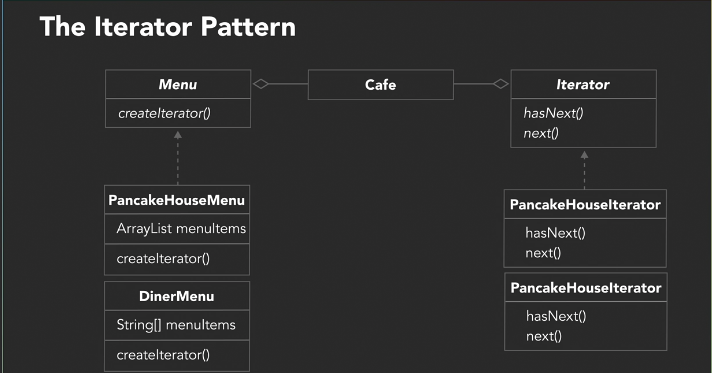 The Iterator Pattern
Menu
createIterator()
Cafe
Iterator
hasNext()
next()
PancakeHouseMenu
ArrayList menuItems
createIterator()
DinerMenu
String[] menuItems
createIterator()
PancakeHouseIterator
hasNext()
next()
PancakeHouseIterator
hasNext()
next()